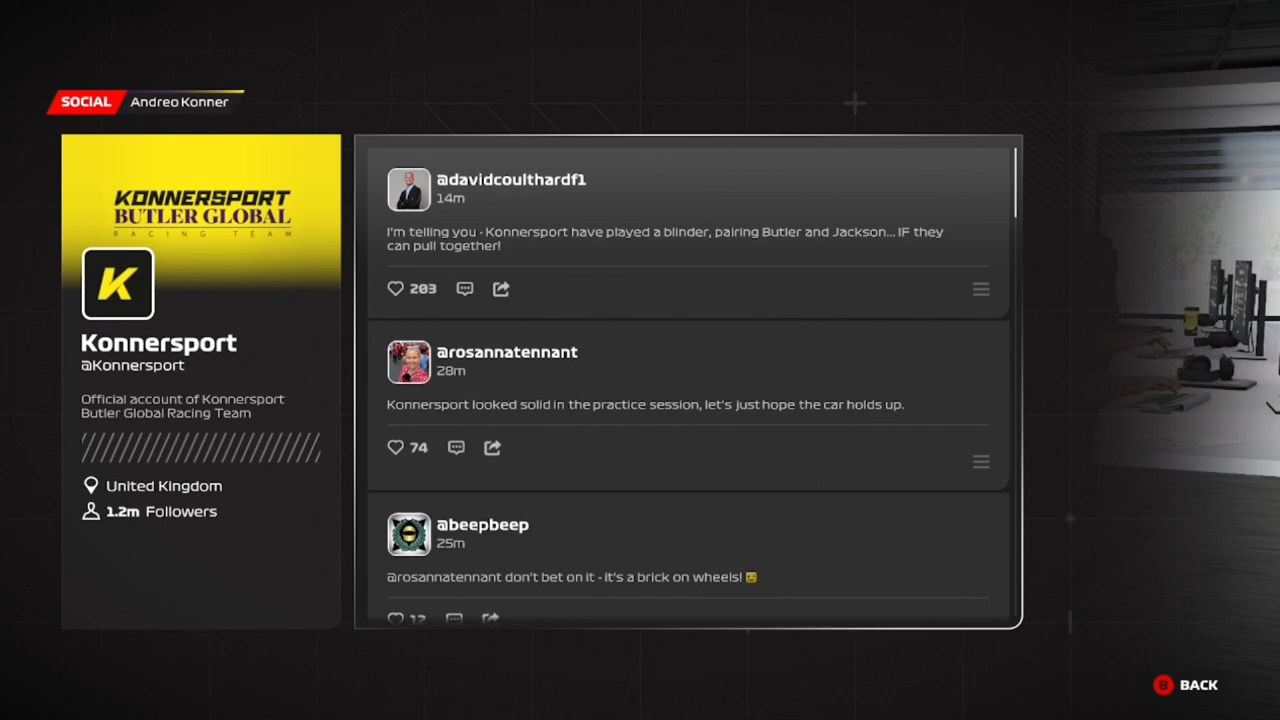 SOCIAL Andreo Konner
KONNERSPORT
BUTLER GLOBAL
RACING TEAM
K
Konnersport
@Konnersport
Official account of Konnersport
Butler Global Racing Team
United Kingdom
1.2m Followers
@davidcoulthardf1
14m
I'm telling you - Konnersport have played a blinder, pairing Butler and Jackson... IF they
can pull together!
203
@rosannatennant
28m
Konnersport looked solid in the practice session, let's just hope the car holds up.
74
@beepbeep
25m
@rosannatennant don't bet on it - it's a brick on wheels!
12
B BACK